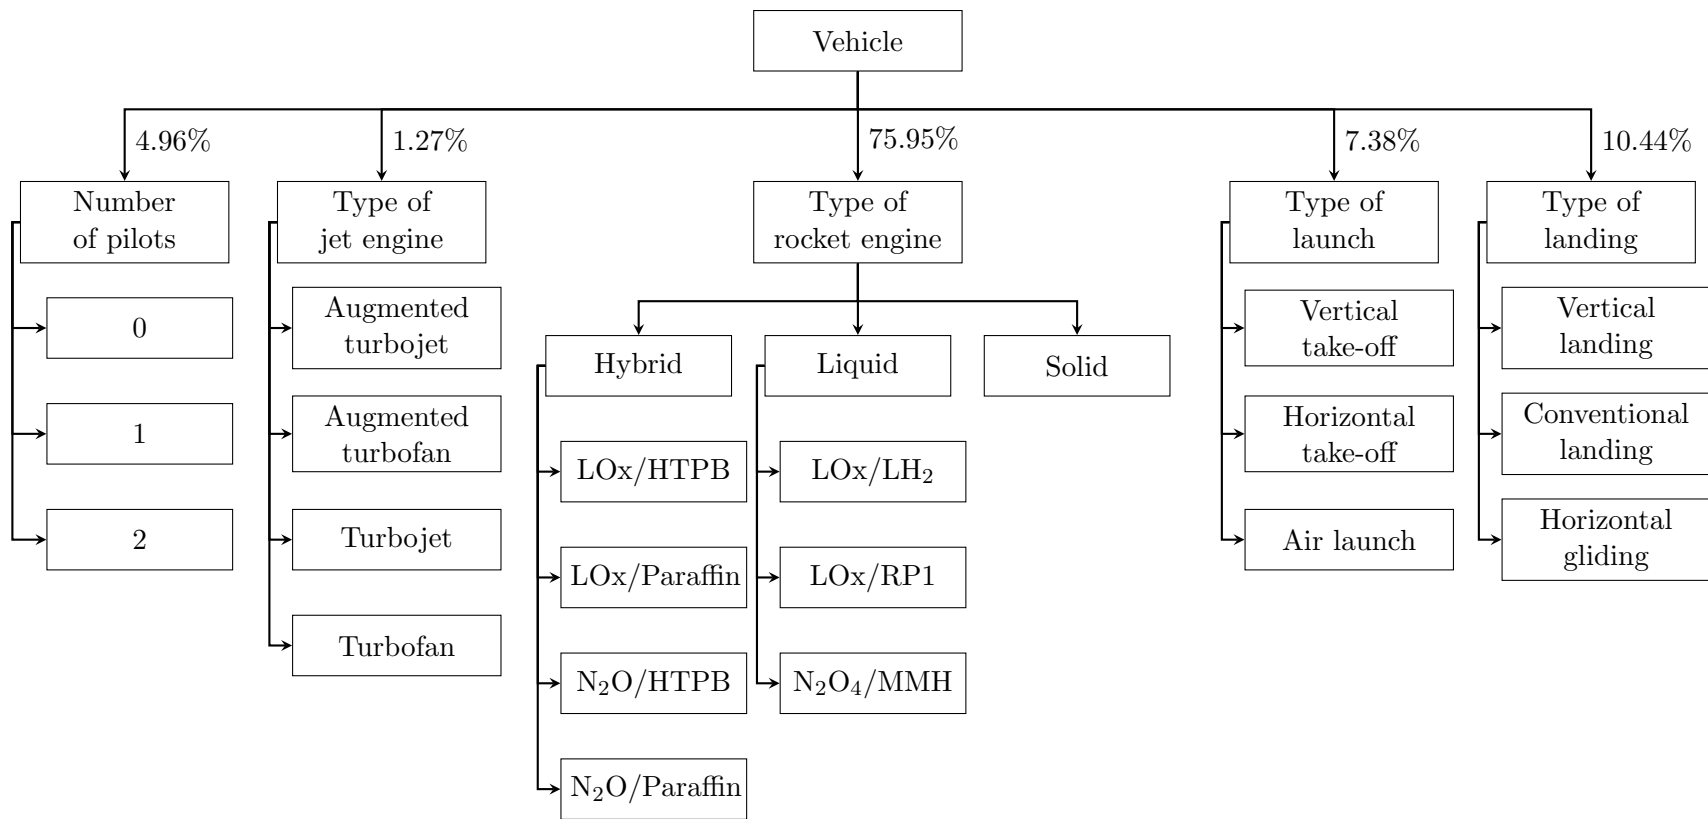 Vehicle
4.96%
1.27%
75.95%
7.38%
10.44%
Number
of pilots
Type of
jet engine
Type of
rocket engine
Type of
launch
Type of
landing
0
1
2
Augmented
turbojet
Augmented
turbofan
Turbojet
Turbofan
Hybrid
Liquid
Solid
LOx/HTPB
LOx/Paraffin
N₂O/HTPB
N₂O/Paraffin
LOx/LH₂
LOx/RP1
N₂O₄/MMH
Vertical
take-off
Horizontal
take-off
Air launch
Vertical
landing
Conventional
landing
Horizontal
gliding